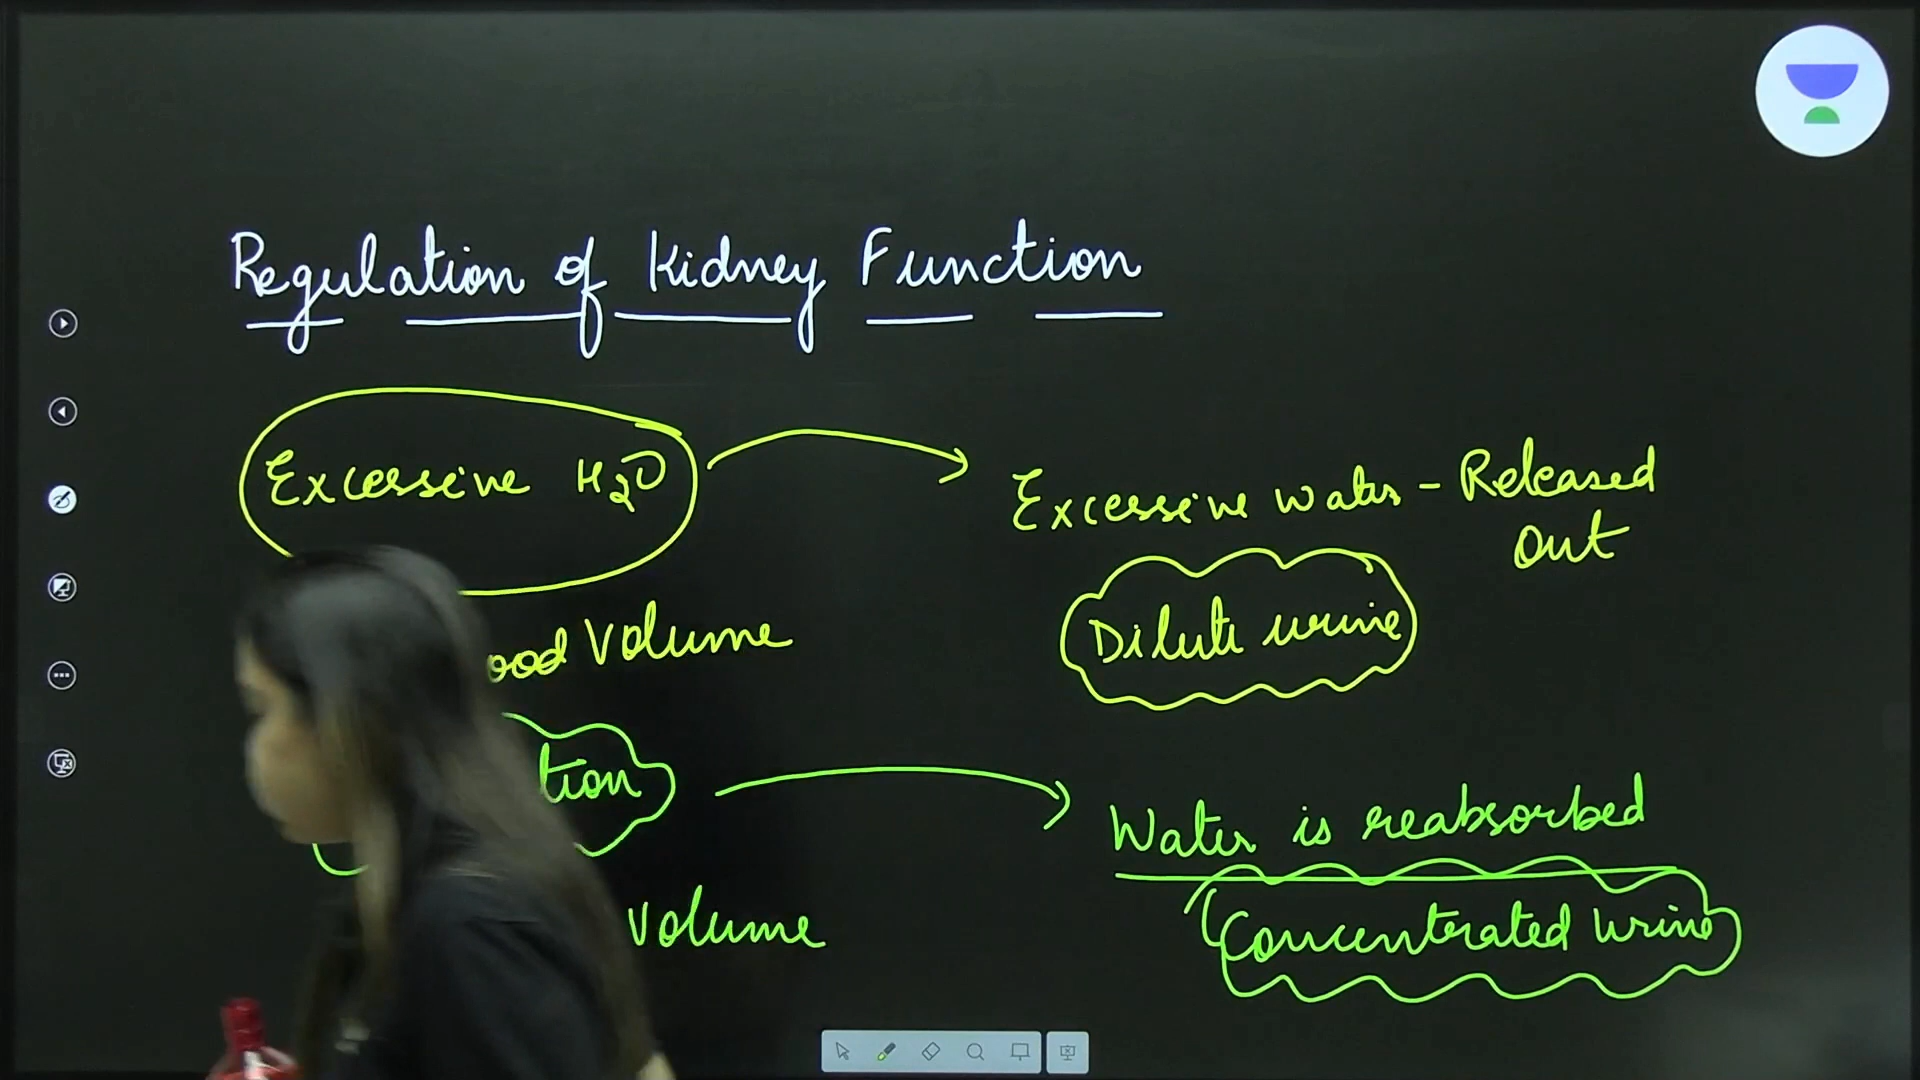 Regulation of Kidney Function
Excessive H2O
Excessive water - Released
out
ood Volume
Dilute urine
tion
Water is reabsorbed
Volume
Concentrated Urine